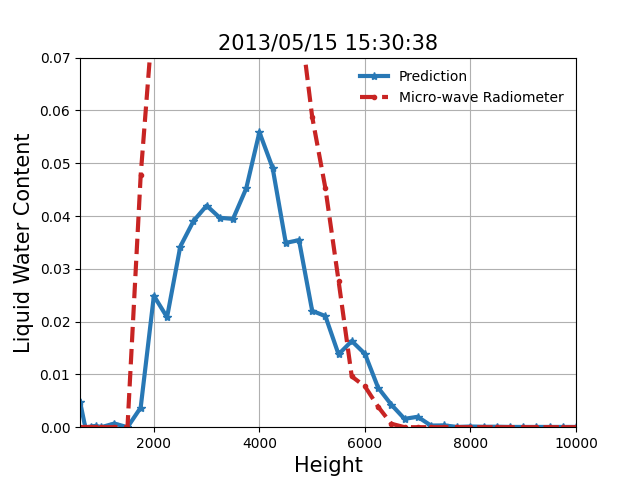 2013/05/15 15:30:38
Prediction
Micro-wave Radiometer
Liquid Water Content
0.07
0.06
0.05
0.04
0.03
0.02
0.01
0.00
2000 4000 6000 8000 10000
Height